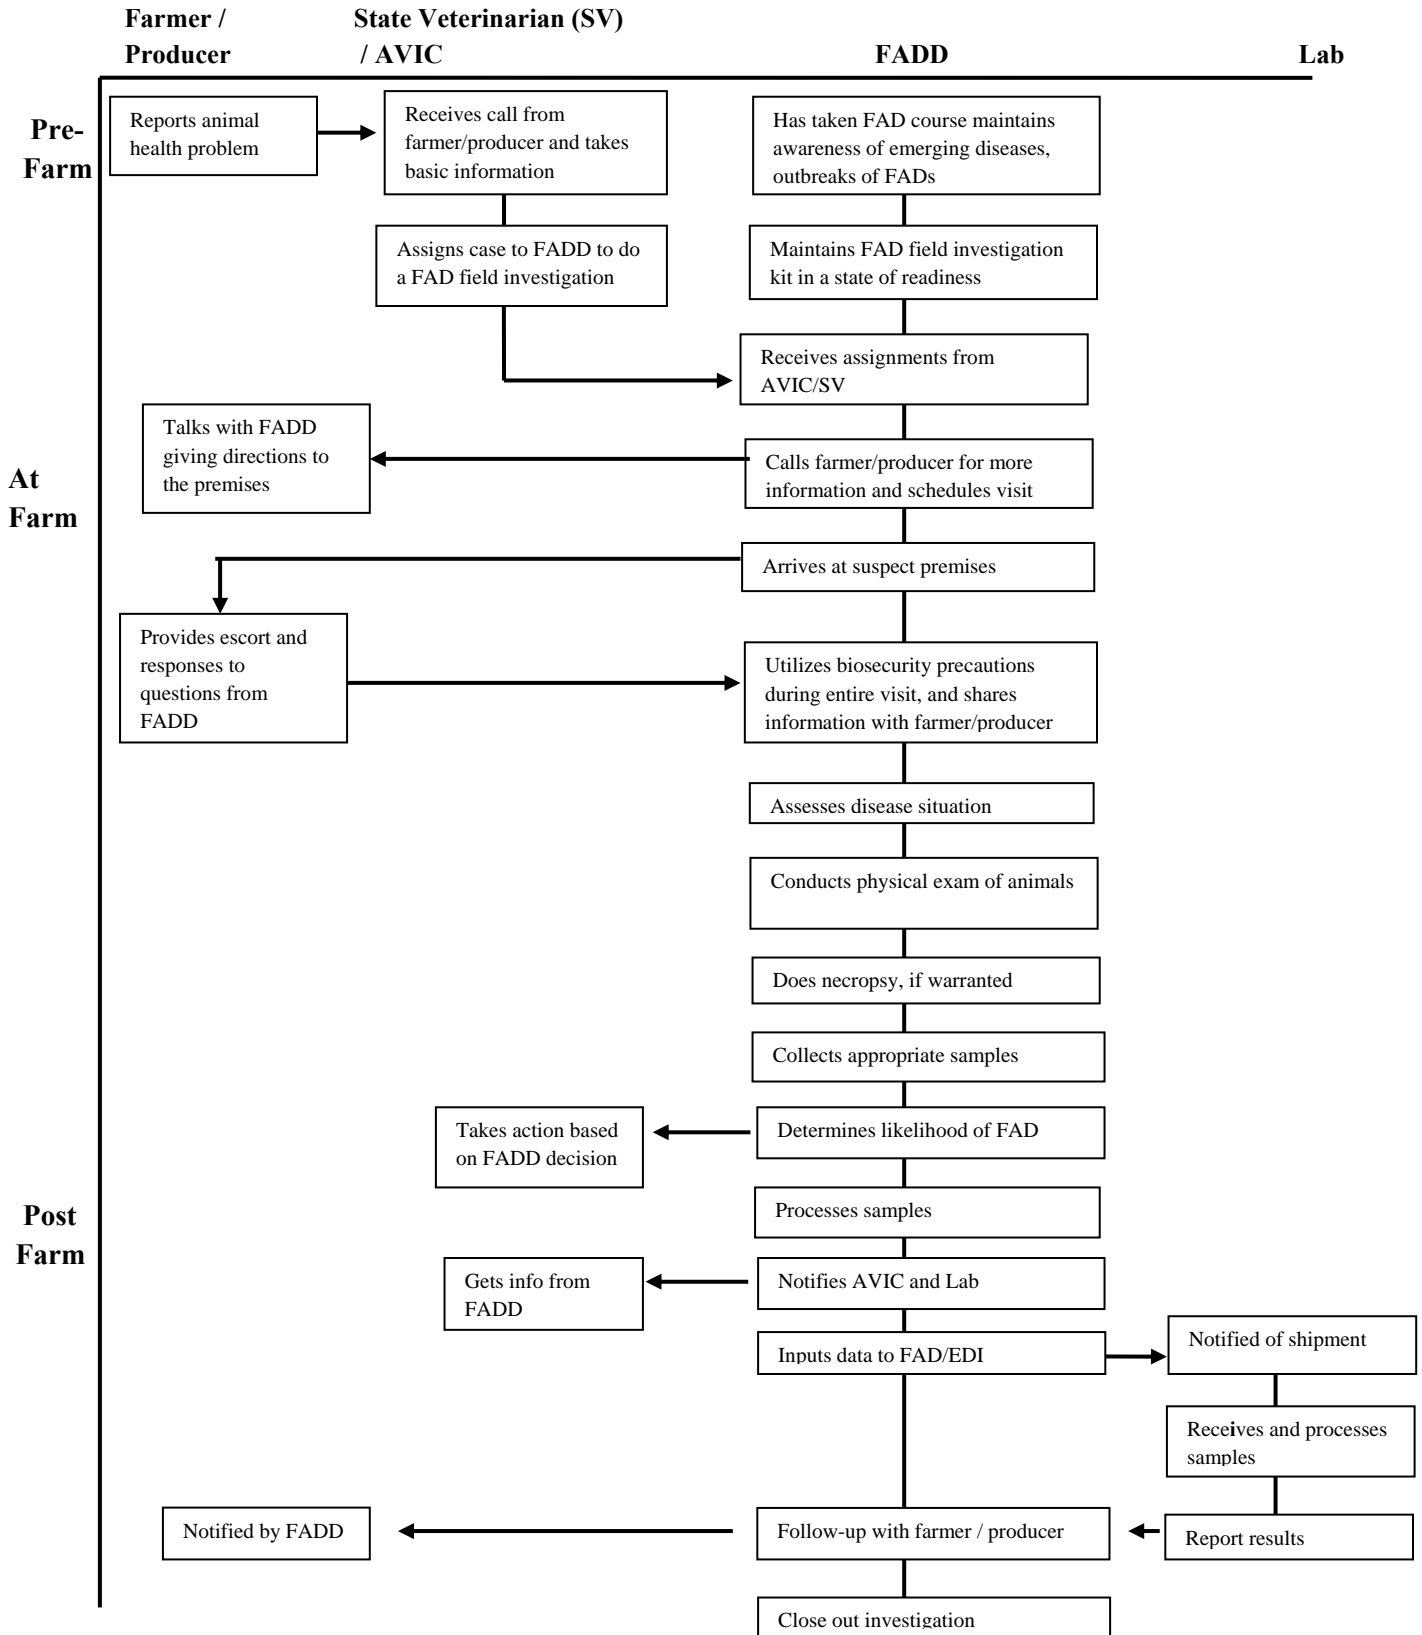 Farmer /
Producer
State Veterinarian (SV)
/ AVIC
FADD
Lab
Pre-
Farm
Reports animal
health problem
Receives call from
farmer/producer and takes
basic information
Has taken FAD course maintains
awareness of emerging diseases,
outbreaks of FADs
Assigns case to FADD to do
a FAD field investigation
Maintains FAD field investigation
kit in a state of readiness
Receives assignments from
AVIC/SV
At
Farm
Talks with FADD
giving directions to
the premises
Calls farmer/producer for more
information and schedules visit
Arrives at suspect premises
Provides escort and
responses to
questions from
FADD
Utilizes biosecurity precautions
during entire visit, and shares
information with farmer/producer
Assesses disease situation
Conducts physical exam of animals
Does necropsy, if warranted
Collects appropriate samples
Takes action based
on FADD decision
Determines likelihood of FAD
Post
Farm
Processes samples
Gets info from
FADD
Notifies AVIC and Lab
Inputs data to FAD/EDI
Notified of shipment
Receives and processes
samples
Notified by FADD
Follow-up with farmer / producer
Report results
Close out investigation